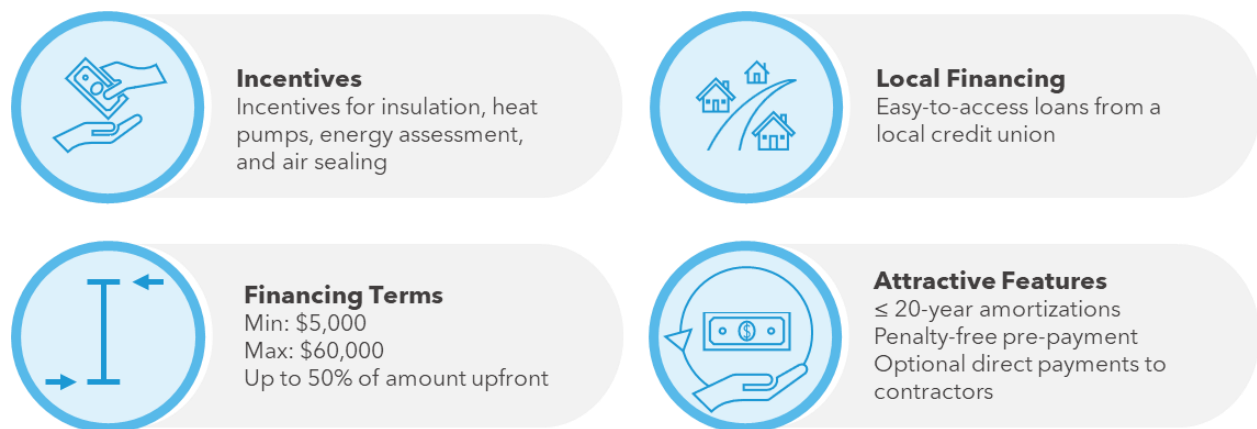 Incentives
Incentives for insulation, heat
pumps, energy assessment,
and air sealing
Local Financing
Easy-to-access loans from a
local credit union
Financing Terms
Min: $5,000
Max: $60,000
Up to 50% of amount upfront
Attractive Features
≤ 20-year amortizations
Penalty-free pre-payment
Optional direct payments to
contractors
$